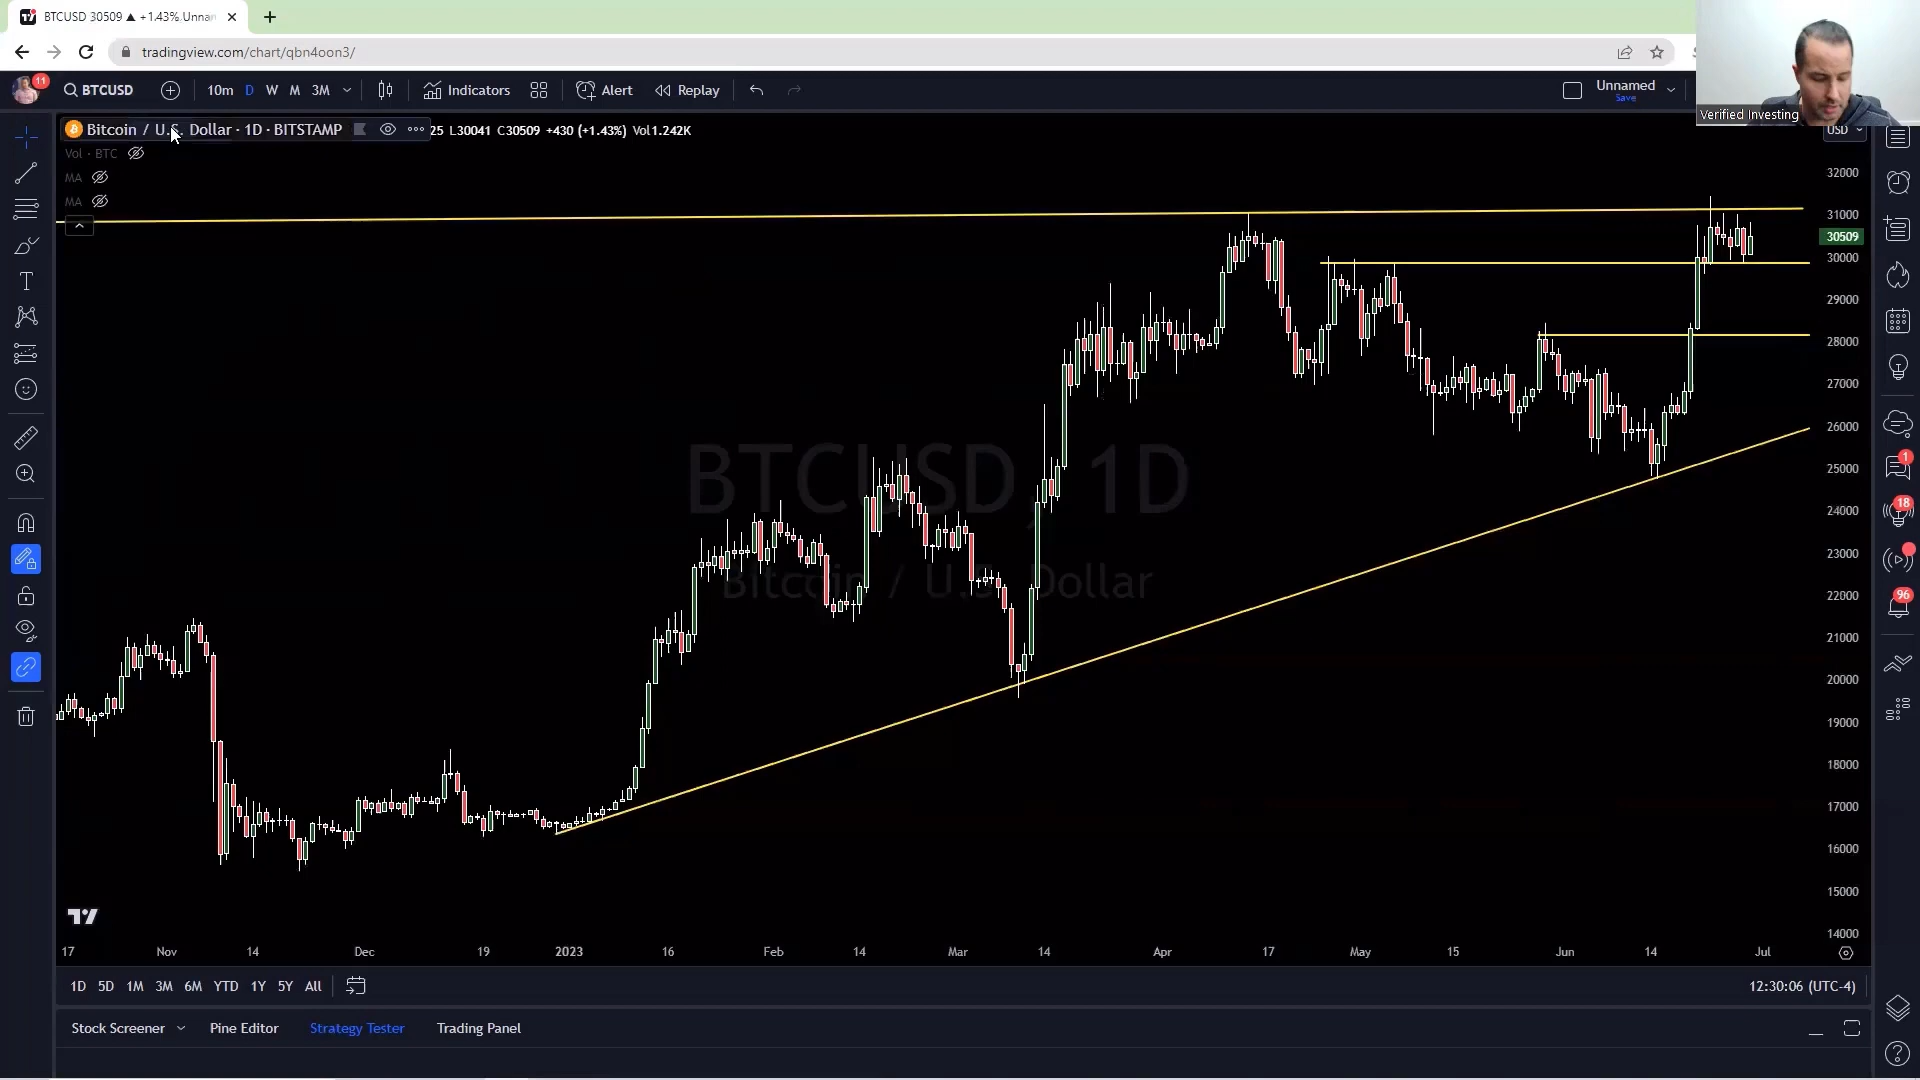 BTCUSD 30509 ▲ +1.43% Unnar
tradingview.com/chart/qbn4oon3/
11 BTCUSD 10m D W M 3M Indicators Alert Replay Unnamed
Save
Verified Investing
Bitcoin / U.S. Dollar · 1D · BITSTAMP 25 L30041 C30509 +430 (+1.43%) Vol1.242K
USD
Vol · BTC
MA
MA
32000
31000
30509
30000
29000
28000
27000
26000
25000
24000
23000
22000
21000
20000
19000
18000
17000
16000
15000
14000
BTCUSD, 1D
Bitcoin / U.S. Dollar
1
18
96
17 Nov 14 Dec 19 2023 16 Feb 14 Mar 14 Apr 17 May 15 Jun 14 Jul
1D 5D 1M 3M 6M YTD 1Y 5Y All 12:30:06 (UTC-4)
Stock Screener Pine Editor Strategy Tester Trading Panel